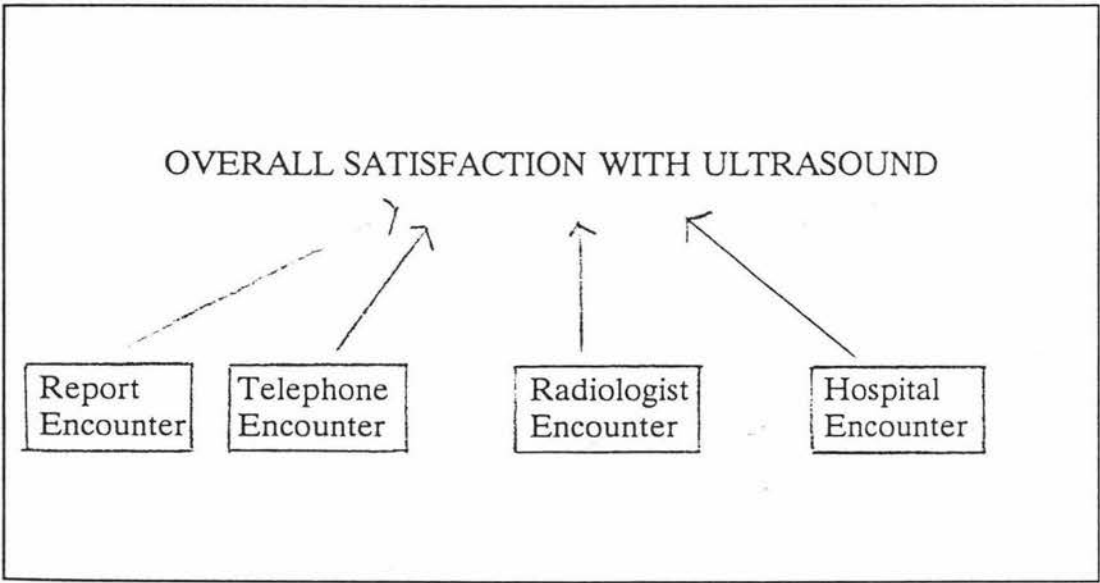 OVERALL SATISFACTION WITH ULTRASOUND
Report
Encounter
Telephone
Encounter
Radiologist
Encounter
Hospital
Encounter